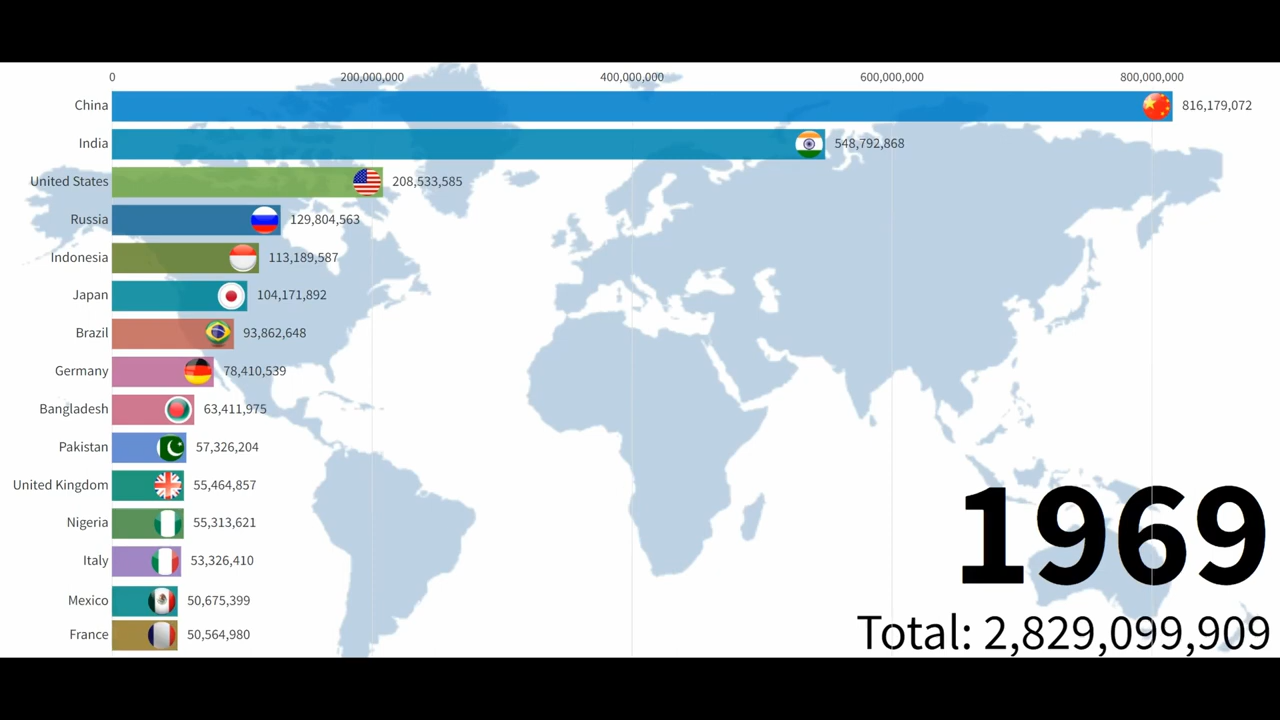 0 200,000,000 400,000,000 600,000,000 800,000,000
China 816,179,072
India 548,792,868
United States 208,533,585
Russia 129,804,563
Indonesia 113,189,587
Japan 104,171,892
Brazil 93,862,648
Germany 78,410,539
Bangladesh 63,411,975
Pakistan 57,326,204
United Kingdom 55,464,857
Nigeria 55,313,621
Italy 53,326,410
Mexico 50,675,399
France 50,564,980
1969
Total: 2,829,099,909